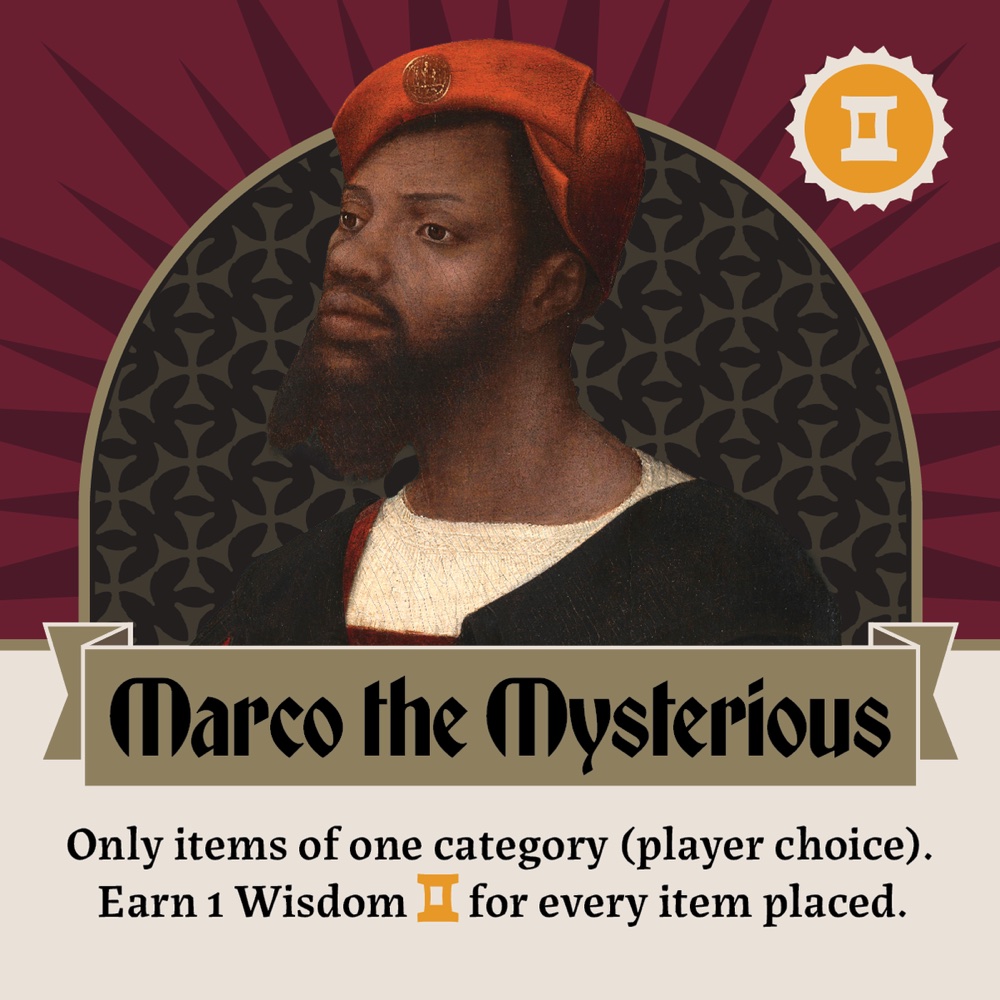 Marco the Mysterious
Only items of one category (player choice).
Earn 1 Wisdom for every item placed.